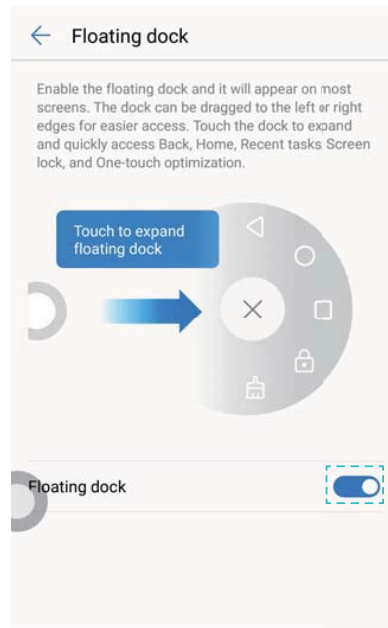 Floating dock
Enable the floating dock and it will appear on most
screens. The dock can be dragged to the left or right
edges for easier access. Touch the dock to expand
and quickly access Back, Home, Recent tasks Screen
lock, and One-touch optimization.
Touch to expand
floating dock
Floating dock